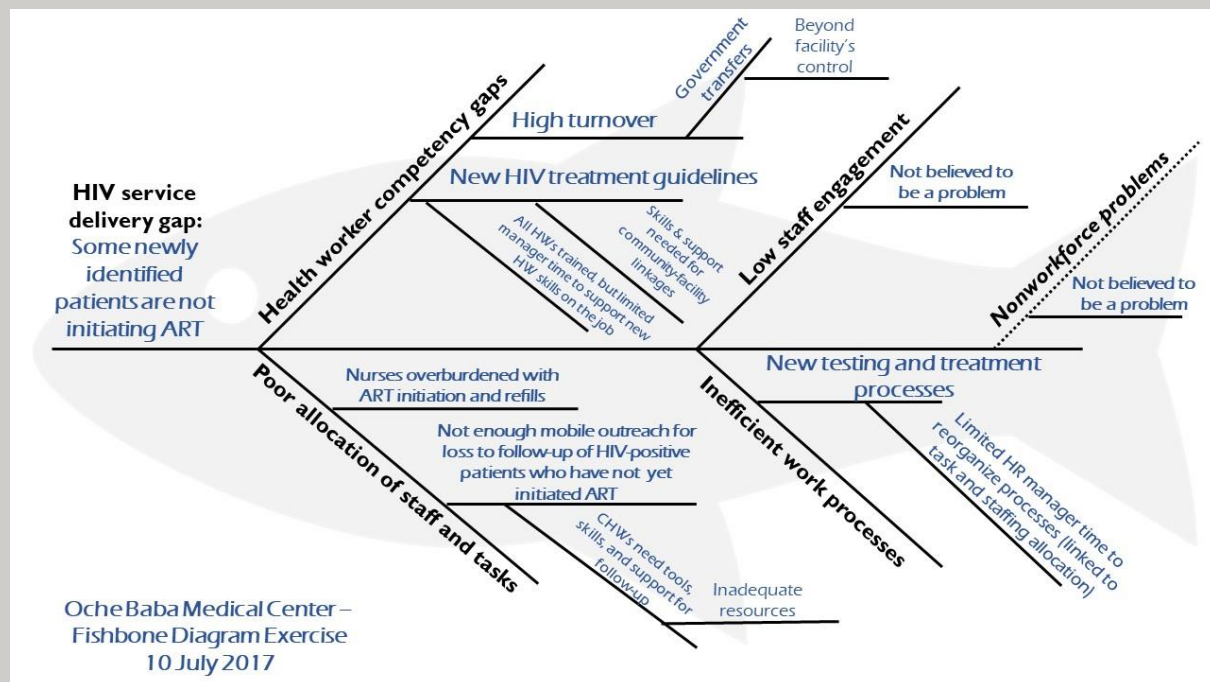 HIV service
delivery gap:
Some newly
identified
patients are not
initiating ART
Health worker competency gaps
High turnover
Government
transfers
Beyond
facility's
control
New HIV treatment guidelines
All HWs trained, but limited
manager time to support new
HW skills on the job
Skills & support
needed for
community-facility
linkages
Low staff engagement
Not believed to
be a problem
Nonworkforce problems
Not believed to
be a problem
Poor allocation of staff and tasks
Nurses overburdened with
ART initiation and refills
Not enough mobile outreach for
loss to follow-up of HIV-positive
patients who have not yet
initiated ART
CHWs need tools,
skills, and support for
follow-up
Inadequate
resources
Inefficient work processes
New testing and treatment
processes
Limited HR manager time to
reorganize processes (linked to
task and staffing allocation)
Oche Baba Medical Center –
Fishbone Diagram Exercise
10 July 2017